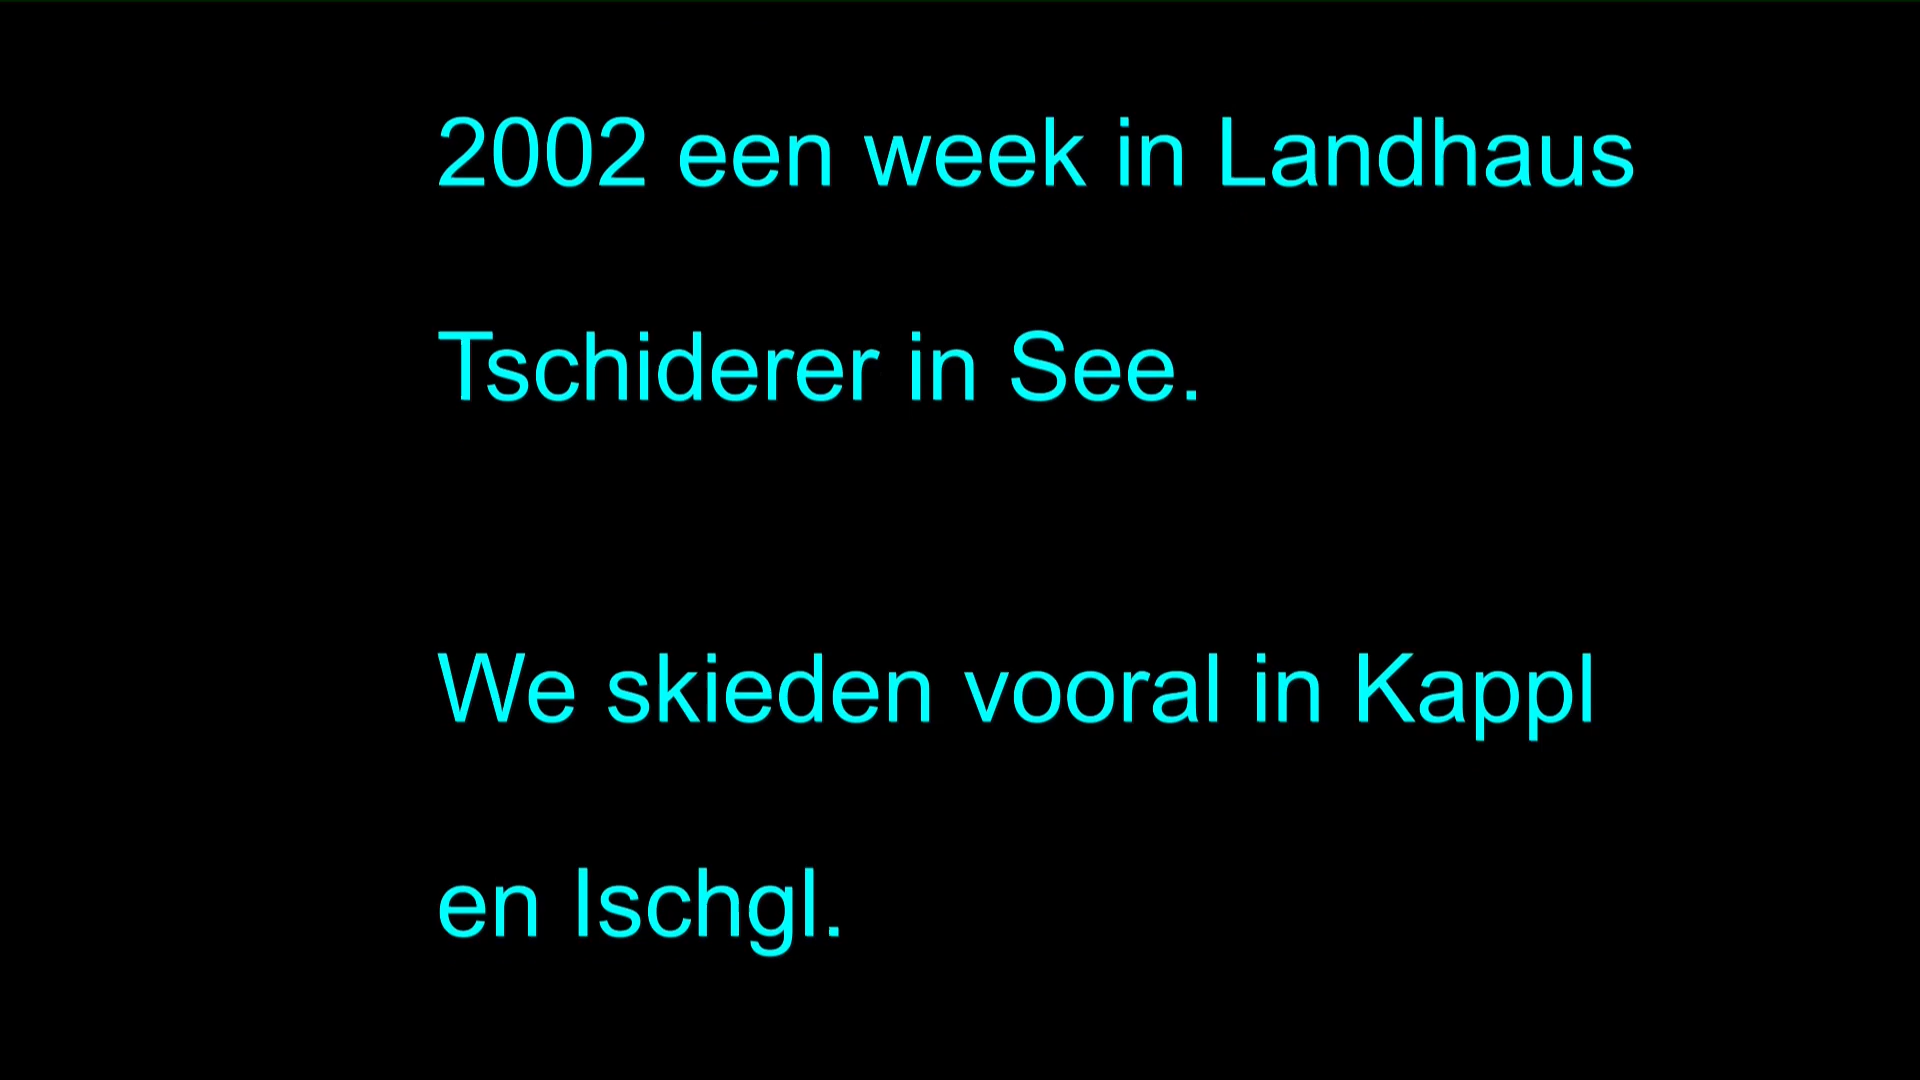 2002 een week in Landhaus
Tschiderer in See.
We skieden vooral in Kappl
en Ischgl.